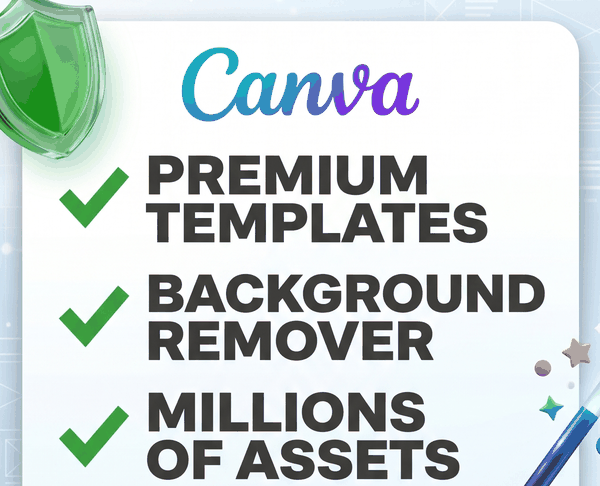 Canva
PREMIUM
TEMPLATES
BACKGROUND
REMOVER
MILLIONS
OF ASSETS